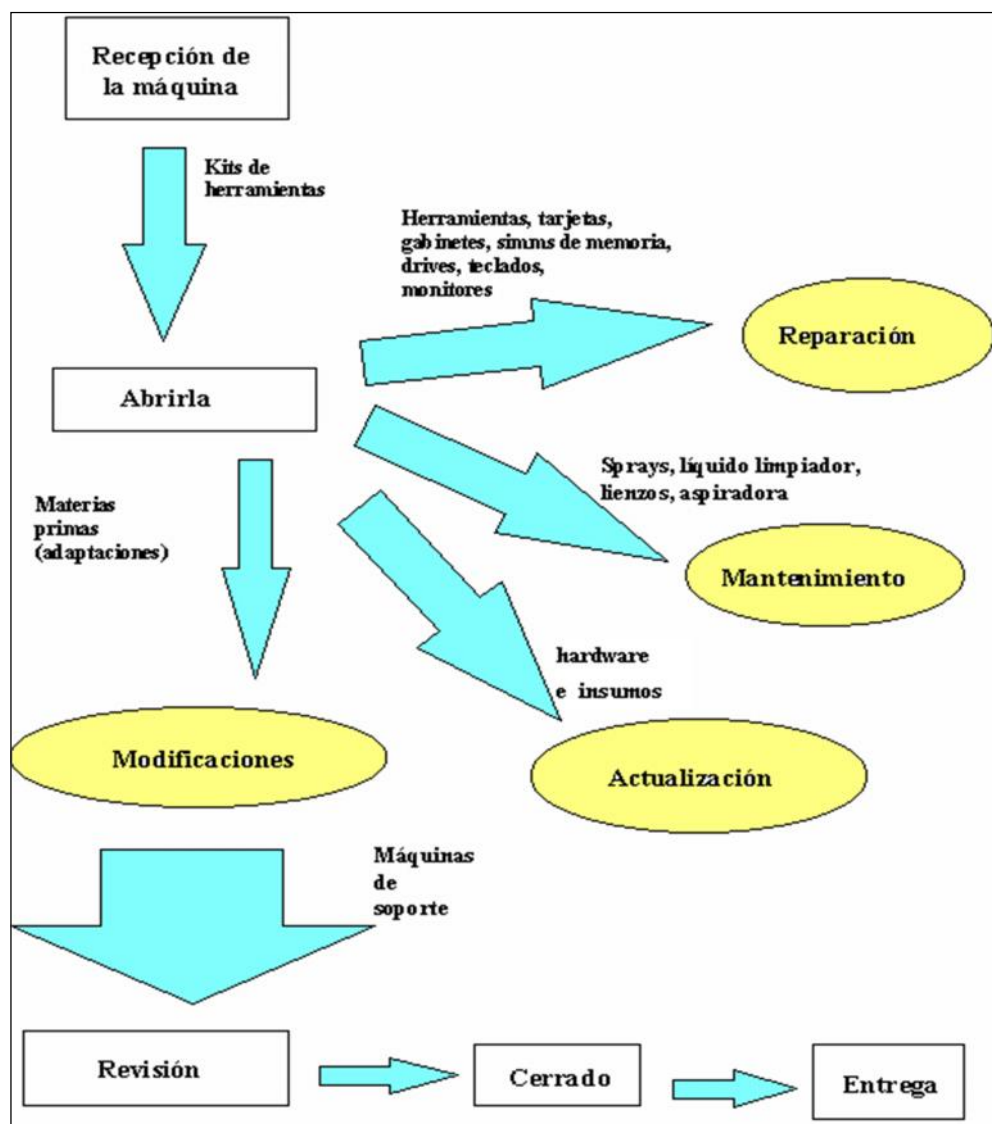 Recepción de
la máquina
Kits de
herramientas
Herramientas, tarjetas,
gabinetes, simms de memoria,
drives, teclados,
monitores
Reparación
Abrirla
Sprays, líquido limpiador,
lienzos, aspiradora
Materias
primas
(adaptaciones)
Mantenimiento
hardware
e insumos
Modificaciones
Actualización
Máquinas
de
soporte
Revisión
Cerrado
Entrega